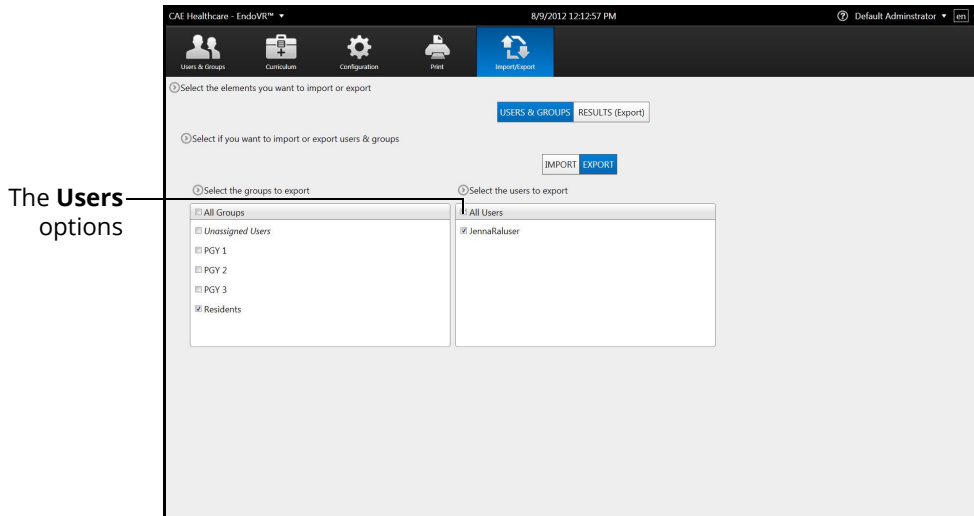 CAE Healthcare - EndoVR™
8/9/2012 12:12:57 PM
Default Adminstrator
en
Users & Groups
Curriculum
Configuration
Print
Import/Export
Select the elements you want to import or export
USERS & GROUPS
RESULTS (Export)
Select if you want to import or export users & groups
IMPORT
EXPORT
The Users
options
Select the groups to export
All Groups
Unassigned Users
PGY 1
PGY 2
PGY 3
Residents
Select the users to export
All Users
JennaRaluser